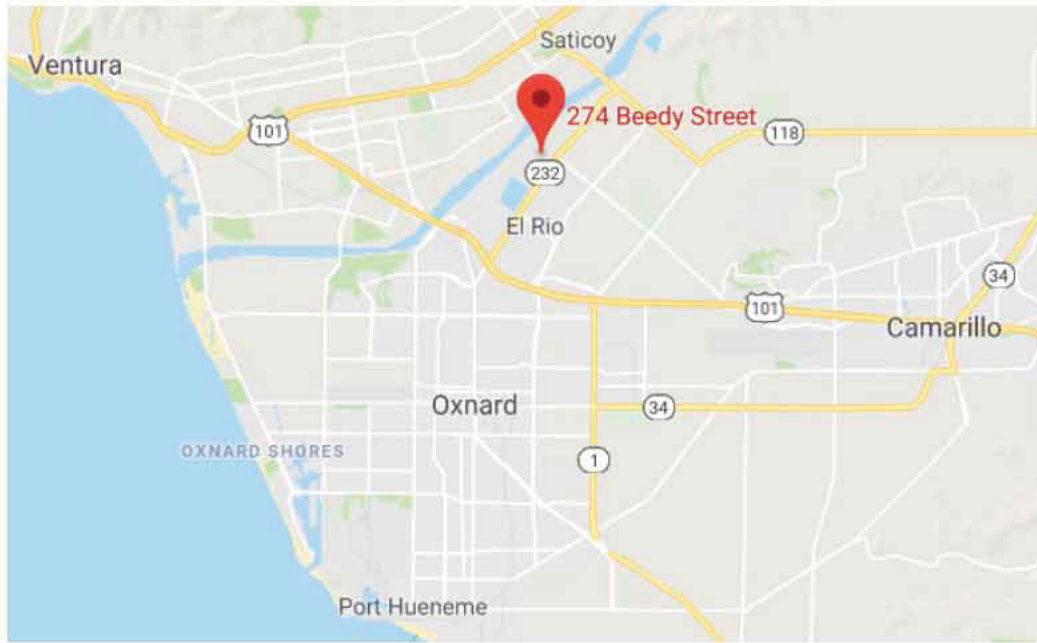 Saticoy
Ventura
274 Beedy Street
101
118
232
El Rio
34
101
Camarillo
Oxnard
34
OXNARD SHORES
1
Port Hueneme